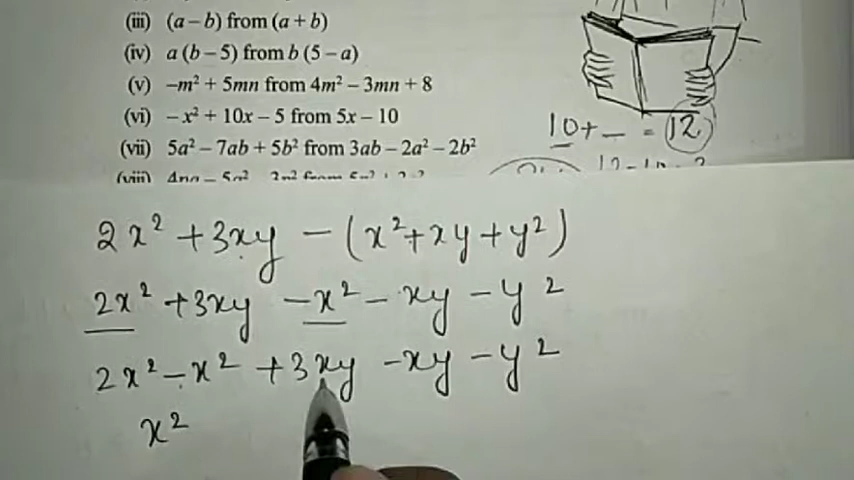 (iii) (a – b) from (a + b)
(iv) a (b – 5) from b (5 – a)
(v) –m² + 5mn from 4m² – 3mn + 8
(vi) – x² + 10x – 5 from 5x – 10
10 + _ = 12
(vii) 5a² – 7ab + 5b² from 3ab – 2a² – 2b²
2x² + 3xy – (x² + xy + y²)
2x² + 3xy – x² – xy – y²
2x² – x² + 3xy – xy – y²
x²